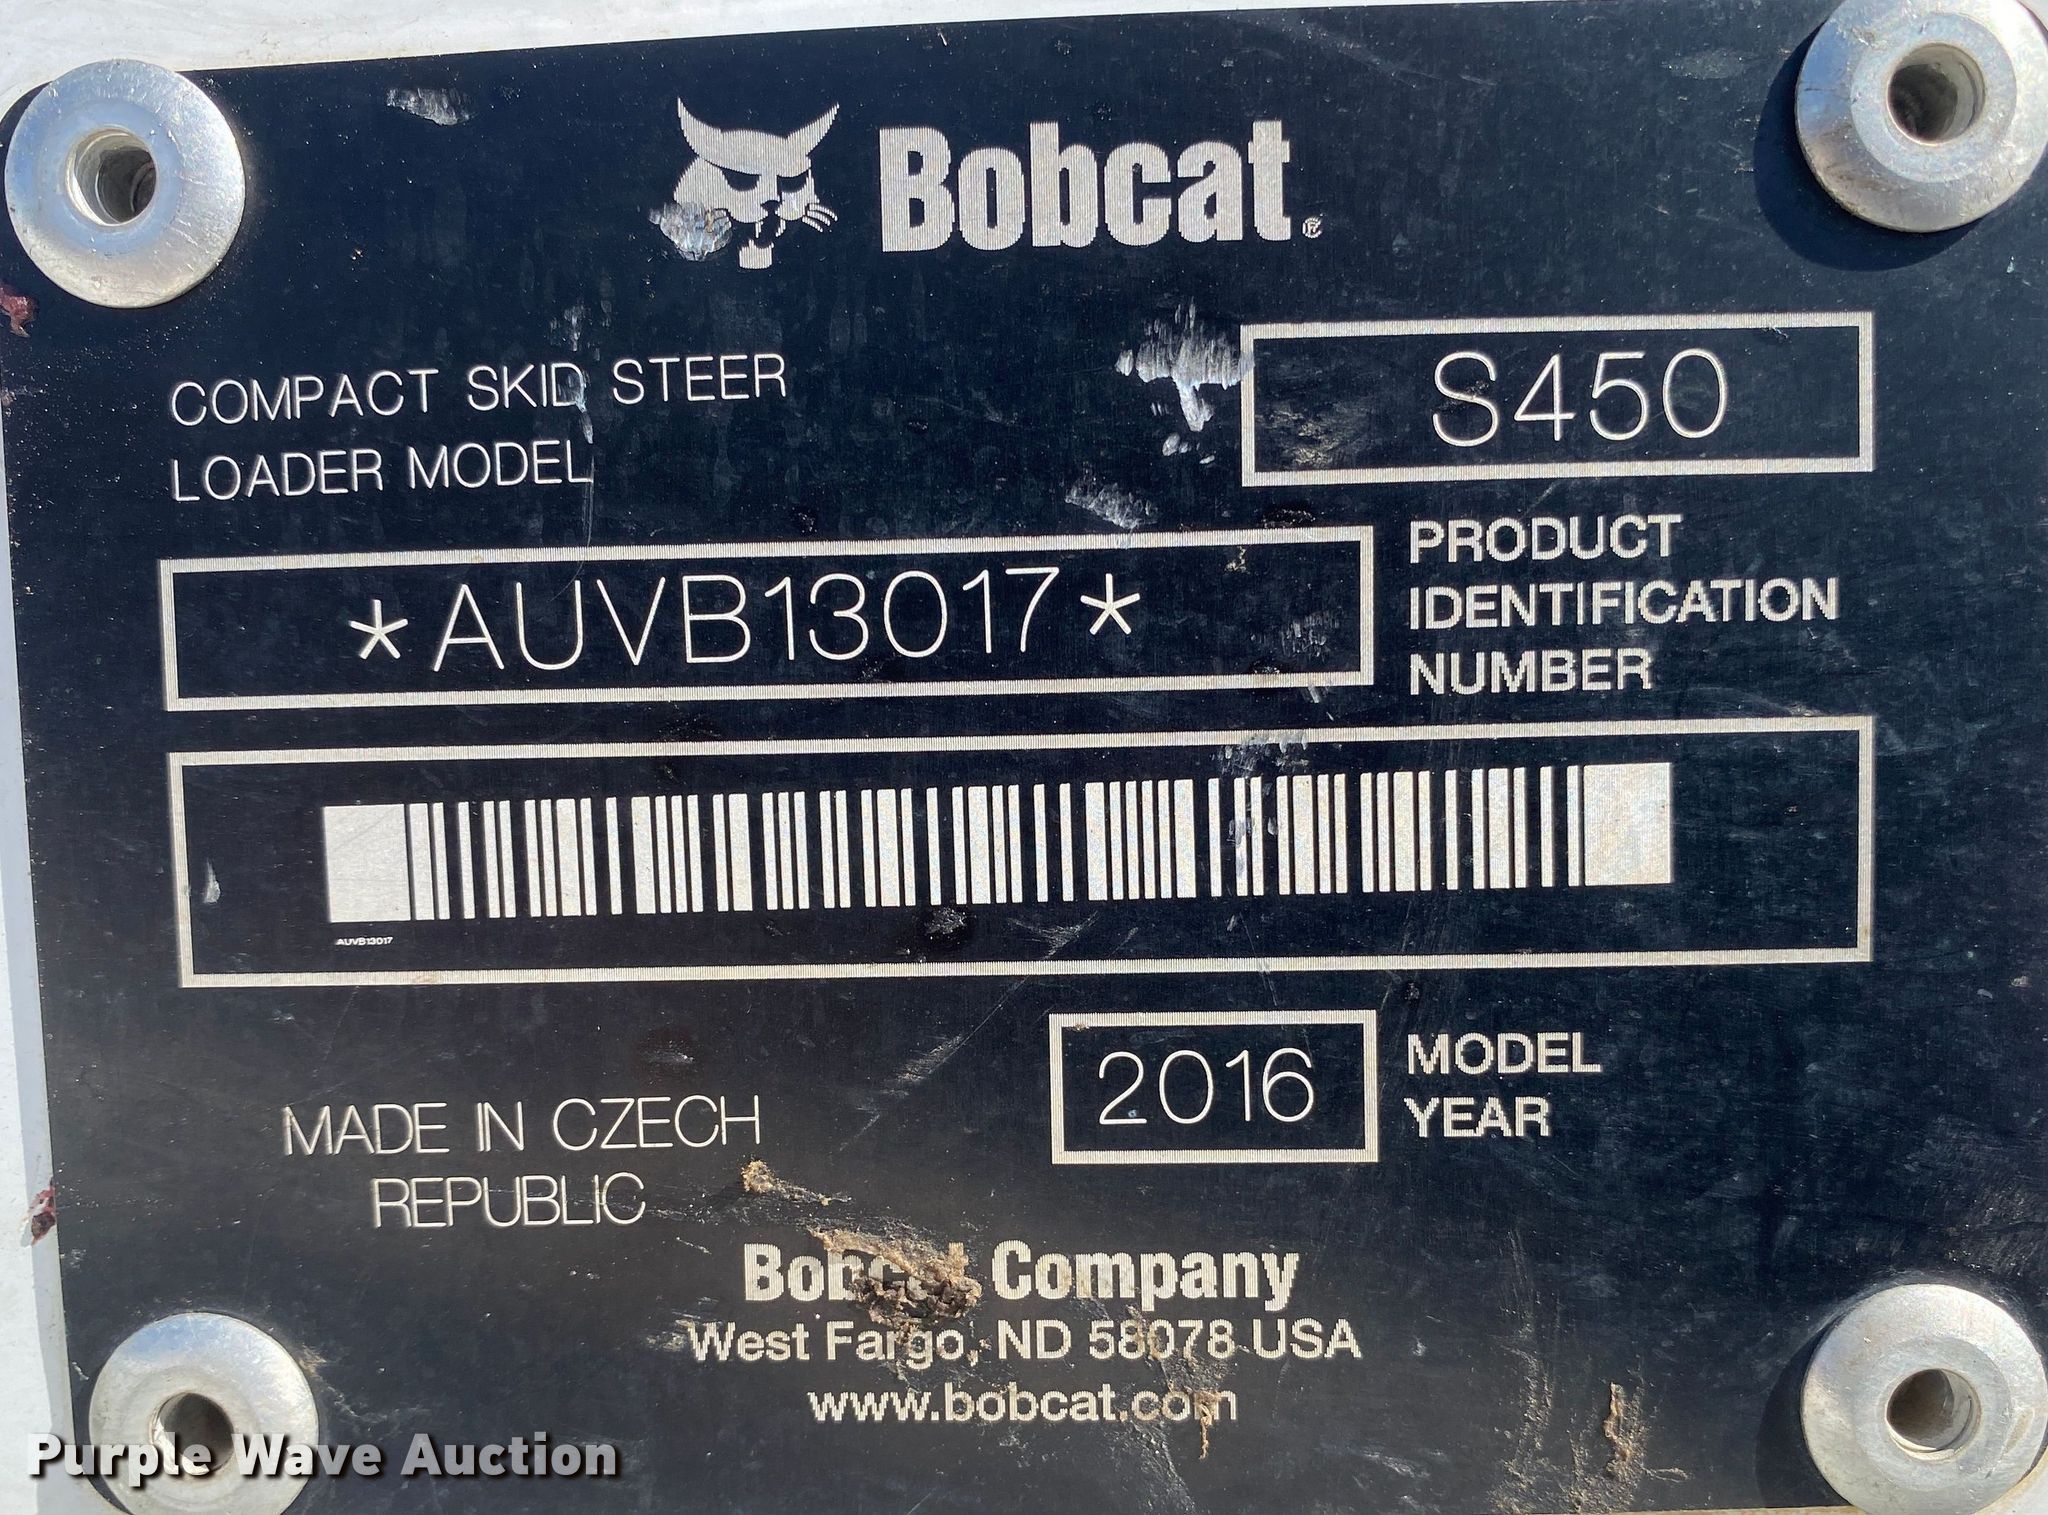 Bobcat®
COMPACT SKID STEER
LOADER MODEL
S450
*AUVB13017*
PRODUCT
IDENTIFICATION
NUMBER
AUVB13017
2016
MODEL
YEAR
MADE IN CZECH
REPUBLIC
Bobcat Company
West Fargo, ND 58078 USA
www.bobcat.com
Purple Wave Auction